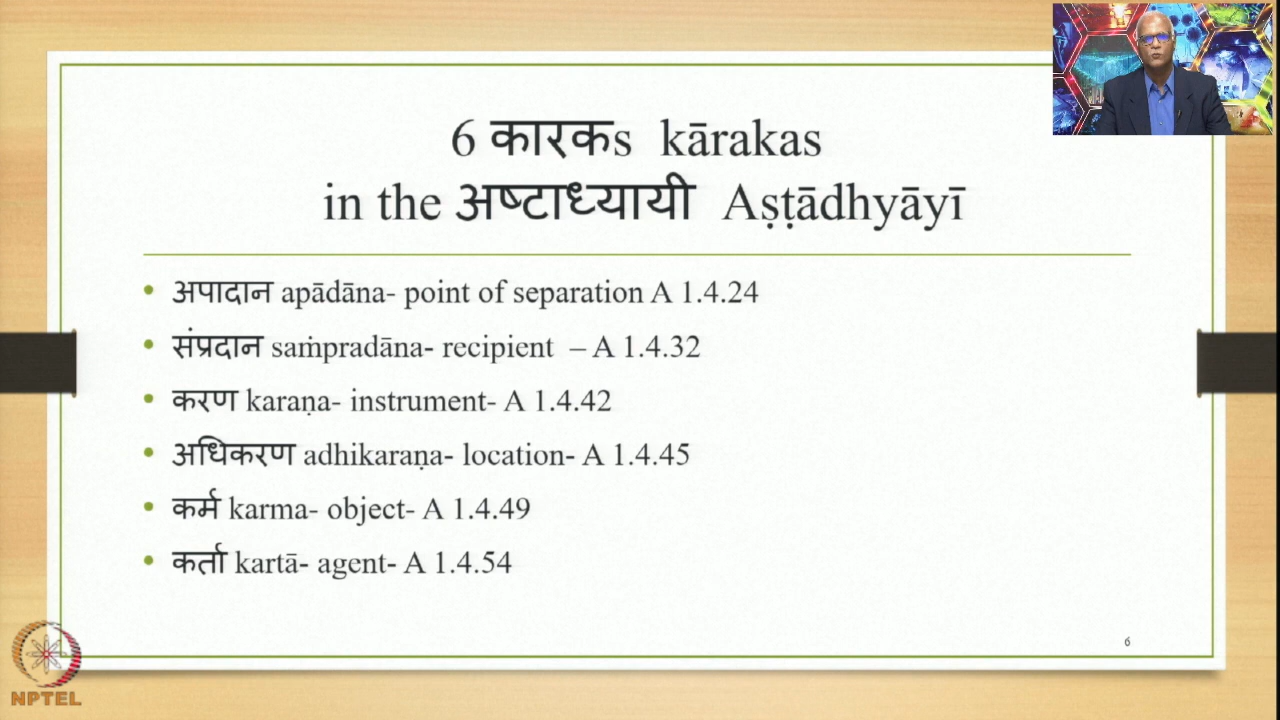 6 कारकs kārakas
in the अष्टाध्यायी Aṣṭādhyāyī
• अपादान apādāna- point of separation A 1.4.24
• संप्रदान saṁpradāna- recipient – A 1.4.32
• करण karaṇa- instrument- A 1.4.42
• अधिकरण adhikaraṇa- location- A 1.4.45
• कर्म karma- object- A 1.4.49
• कर्ता kartā- agent- A 1.4.54
6
NPTEL